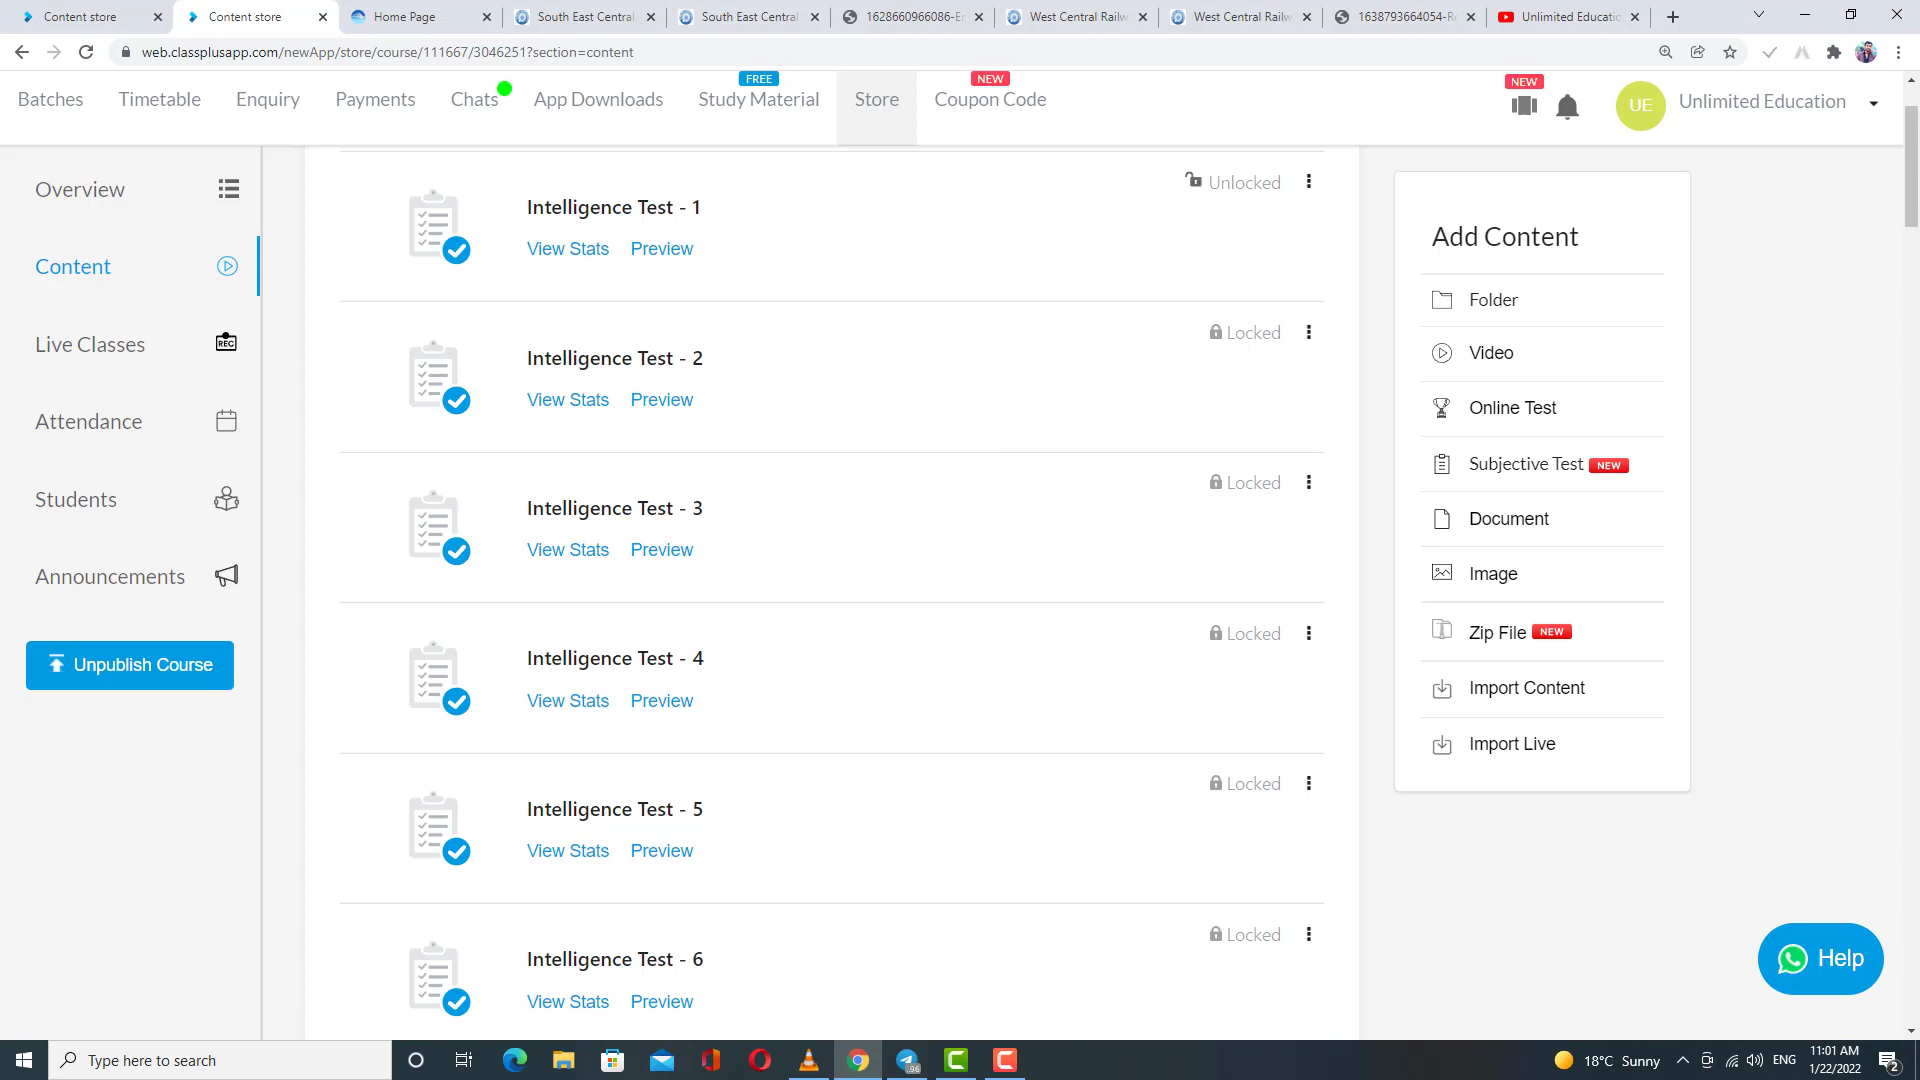 Content store
Content store
Home Page
South East Central
South East Central
1628660966086-E
West Central Railw
West Central Railw
1638793664054-R
Unlimited Educatio
web.classplusapp.com/newApp/store/course/111667/3046251?section=content
Batches
Timetable
Enquiry
Payments
Chats
App Downloads
FREE
Study Material
Store
NEW
Coupon Code
NEW
UE
Unlimited Education
Overview
Content
Live Classes
REC
Attendance
Students
Announcements
Unpublish Course
Unlocked
Intelligence Test - 1
View Stats Preview
Locked
Intelligence Test - 2
View Stats Preview
Locked
Intelligence Test - 3
View Stats Preview
Locked
Intelligence Test - 4
View Stats Preview
Locked
Intelligence Test - 5
View Stats Preview
Locked
Intelligence Test - 6
View Stats Preview
Add Content
Folder
Video
Online Test
Subjective Test NEW
Document
Image
Zip File NEW
Import Content
Import Live
Help
Type here to search
96
18°C Sunny
ENG
11:01 AM
1/22/2022
2